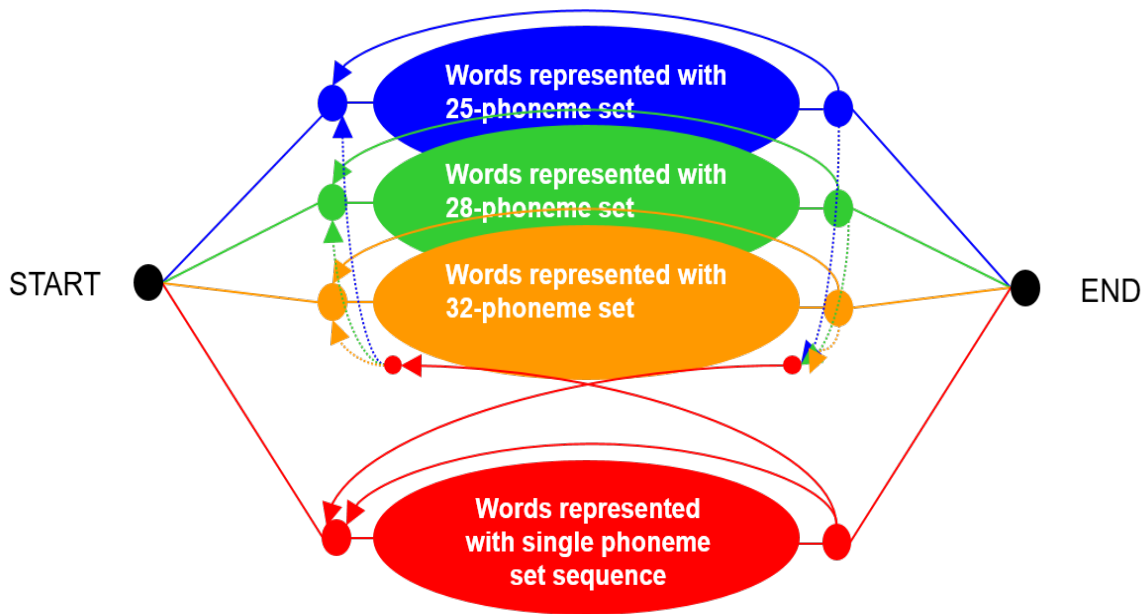 Words represented with
25-phoneme set
Words represented with
28-phoneme set
START
Words represented with
32-phoneme set
END
Words represented
with single phoneme
set sequence